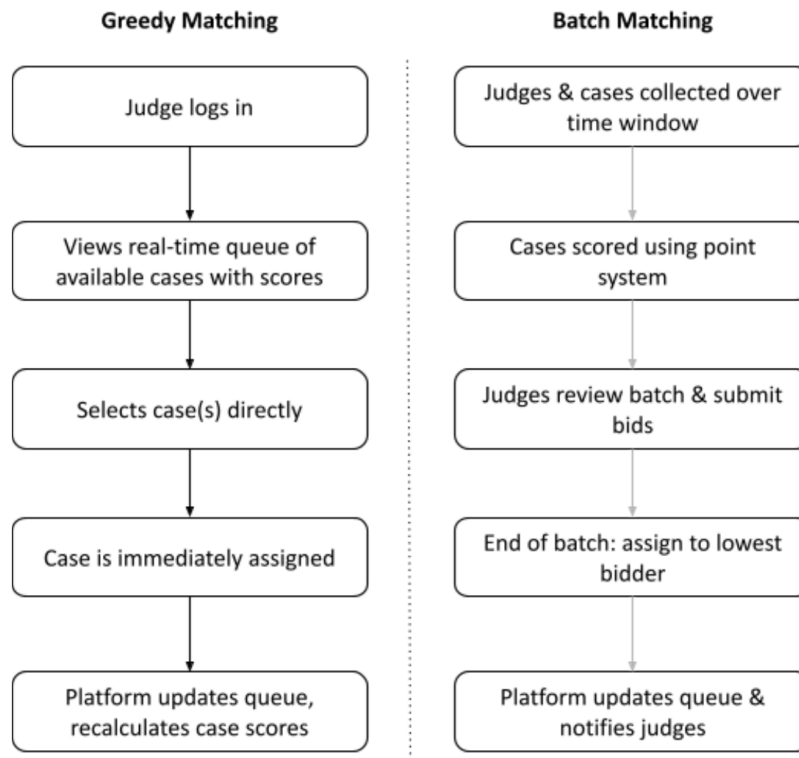 Greedy Matching
Judge logs in
Views real-time queue of
available cases with scores
Selects case(s) directly
Case is immediately assigned
Platform updates queue,
recalculates case scores
Batch Matching
Judges & cases collected over
time window
Cases scored using point
system
Judges review batch & submit
bids
End of batch: assign to lowest
bidder
Platform updates queue &
notifies judges